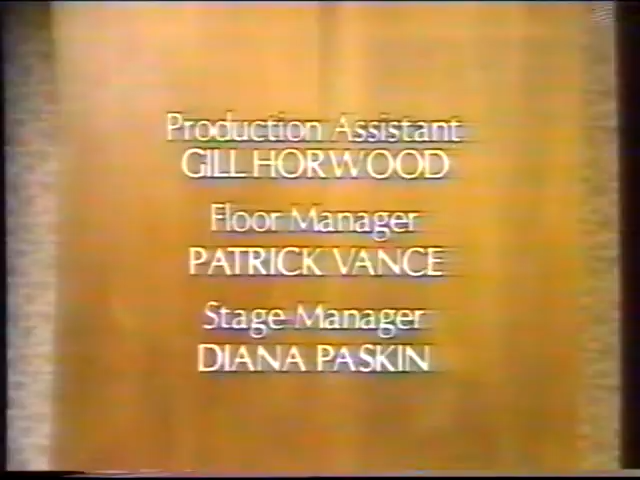 Production Assistant
GILL HORWOOD
Floor Manager
PATRICK VANCE
Stage Manager
DIANA PASKIN